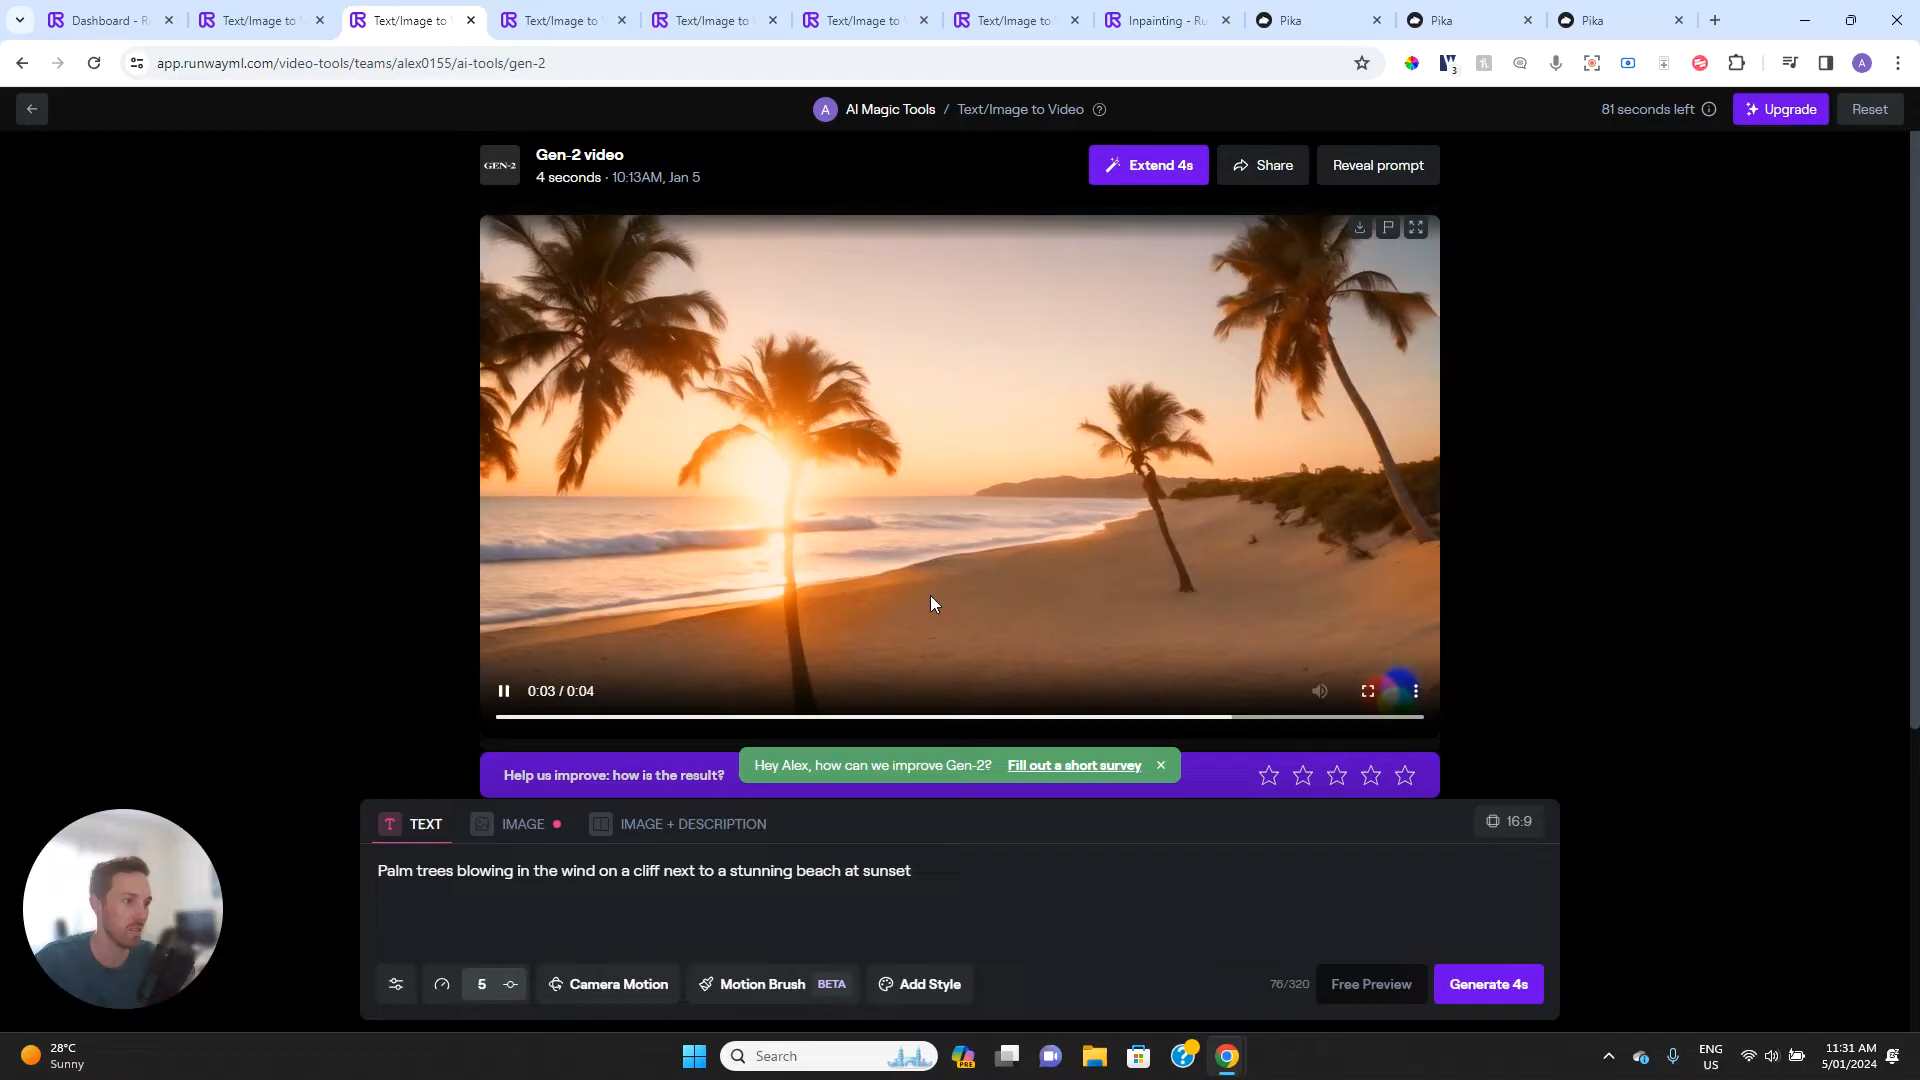 Dashboard - R
Text/Image to
Text/Image to
Text/Image to
Text/Image to
Text/Image to
Text/Image to
Inpainting - Ru
Pika
Pika
Pika
app.runwayml.com/video-tools/teams/alex0155/ai-tools/gen-2
3
A
A
AI Magic Tools / Text/Image to Video
81 seconds left
Upgrade
Reset
GEN-2
Gen-2 video
4 seconds · 10:13AM, Jan 5
Extend 4s
Share
Reveal prompt
0:03 / 0:04
Help us improve: how is the result?
Hey Alex, how can we improve Gen-2? Fill out a short survey
T TEXT
IMAGE
IMAGE + DESCRIPTION
16:9
Palm trees blowing in the wind on a cliff next to a stunning beach at sunset
5
Camera Motion
Motion Brush BETA
Add Style
76/320
Free Preview
Generate 4s
28°C
Sunny
Search
PRE
ENG
US
11:31 AM
5/01/2024